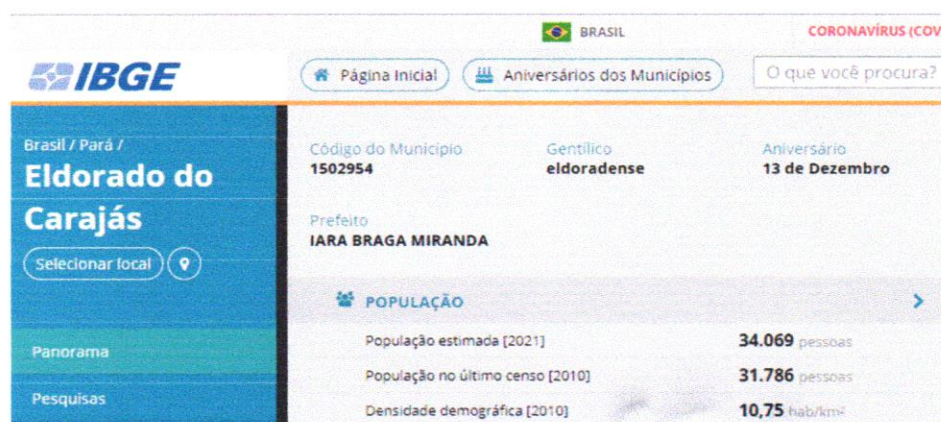 BRASIL
CORONAVÍRUS (COV
IBGE
Página Inicial
Aniversários dos Municípios
O que você procura?
Brasil / Pará /
Eldorado do
Carajás
Selecionar local
Código do Município
1502954
Gentílico
eldoradense
Aniversário
13 de Dezembro
Prefeito
IARA BRAGA MIRANDA
POPULAÇÃO
População estimada [2021]
34.069 pessoas
População no último censo [2010]
31.786 pessoas
Densidade demográfica [2010]
10,75 hab/km²
Panorama
Pesquisas